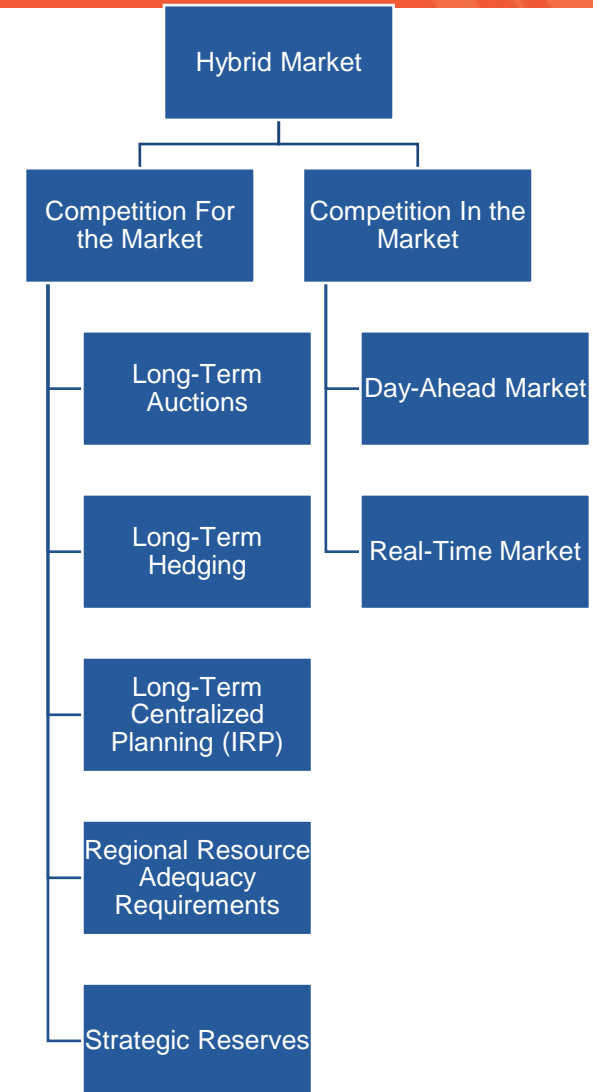 Hybrid Market
Competition For
the Market
Competition In the
Market
Long-Term
Auctions
Day-Ahead Market
Long-Term
Hedging
Real-Time Market
Long-Term
Centralized
Planning (IRP)
Regional Resource
Adequacy
Requirements
Strategic Reserves